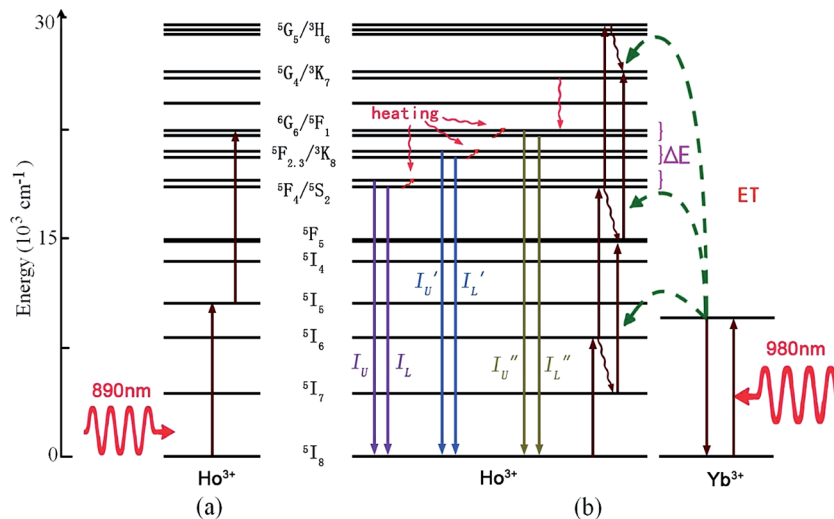 30
15
0
Energy (10³ cm⁻¹)
⁵G₅/³H₆
⁵G₄/³K₇
heating
⁶G₆/⁵F₁
⁵F₂.₃/³K₈
⁵F₄/⁵S₂
⁵F₅
⁵I₄
⁵I₅
⁵I₆
⁵I₇
⁵I₈
ΔE
ET
I_U
I_L
I_U′
I_L′
I_U″
I_L″
890nm
980nm
Ho³⁺
Ho³⁺
Yb³⁺
(a)
(b)